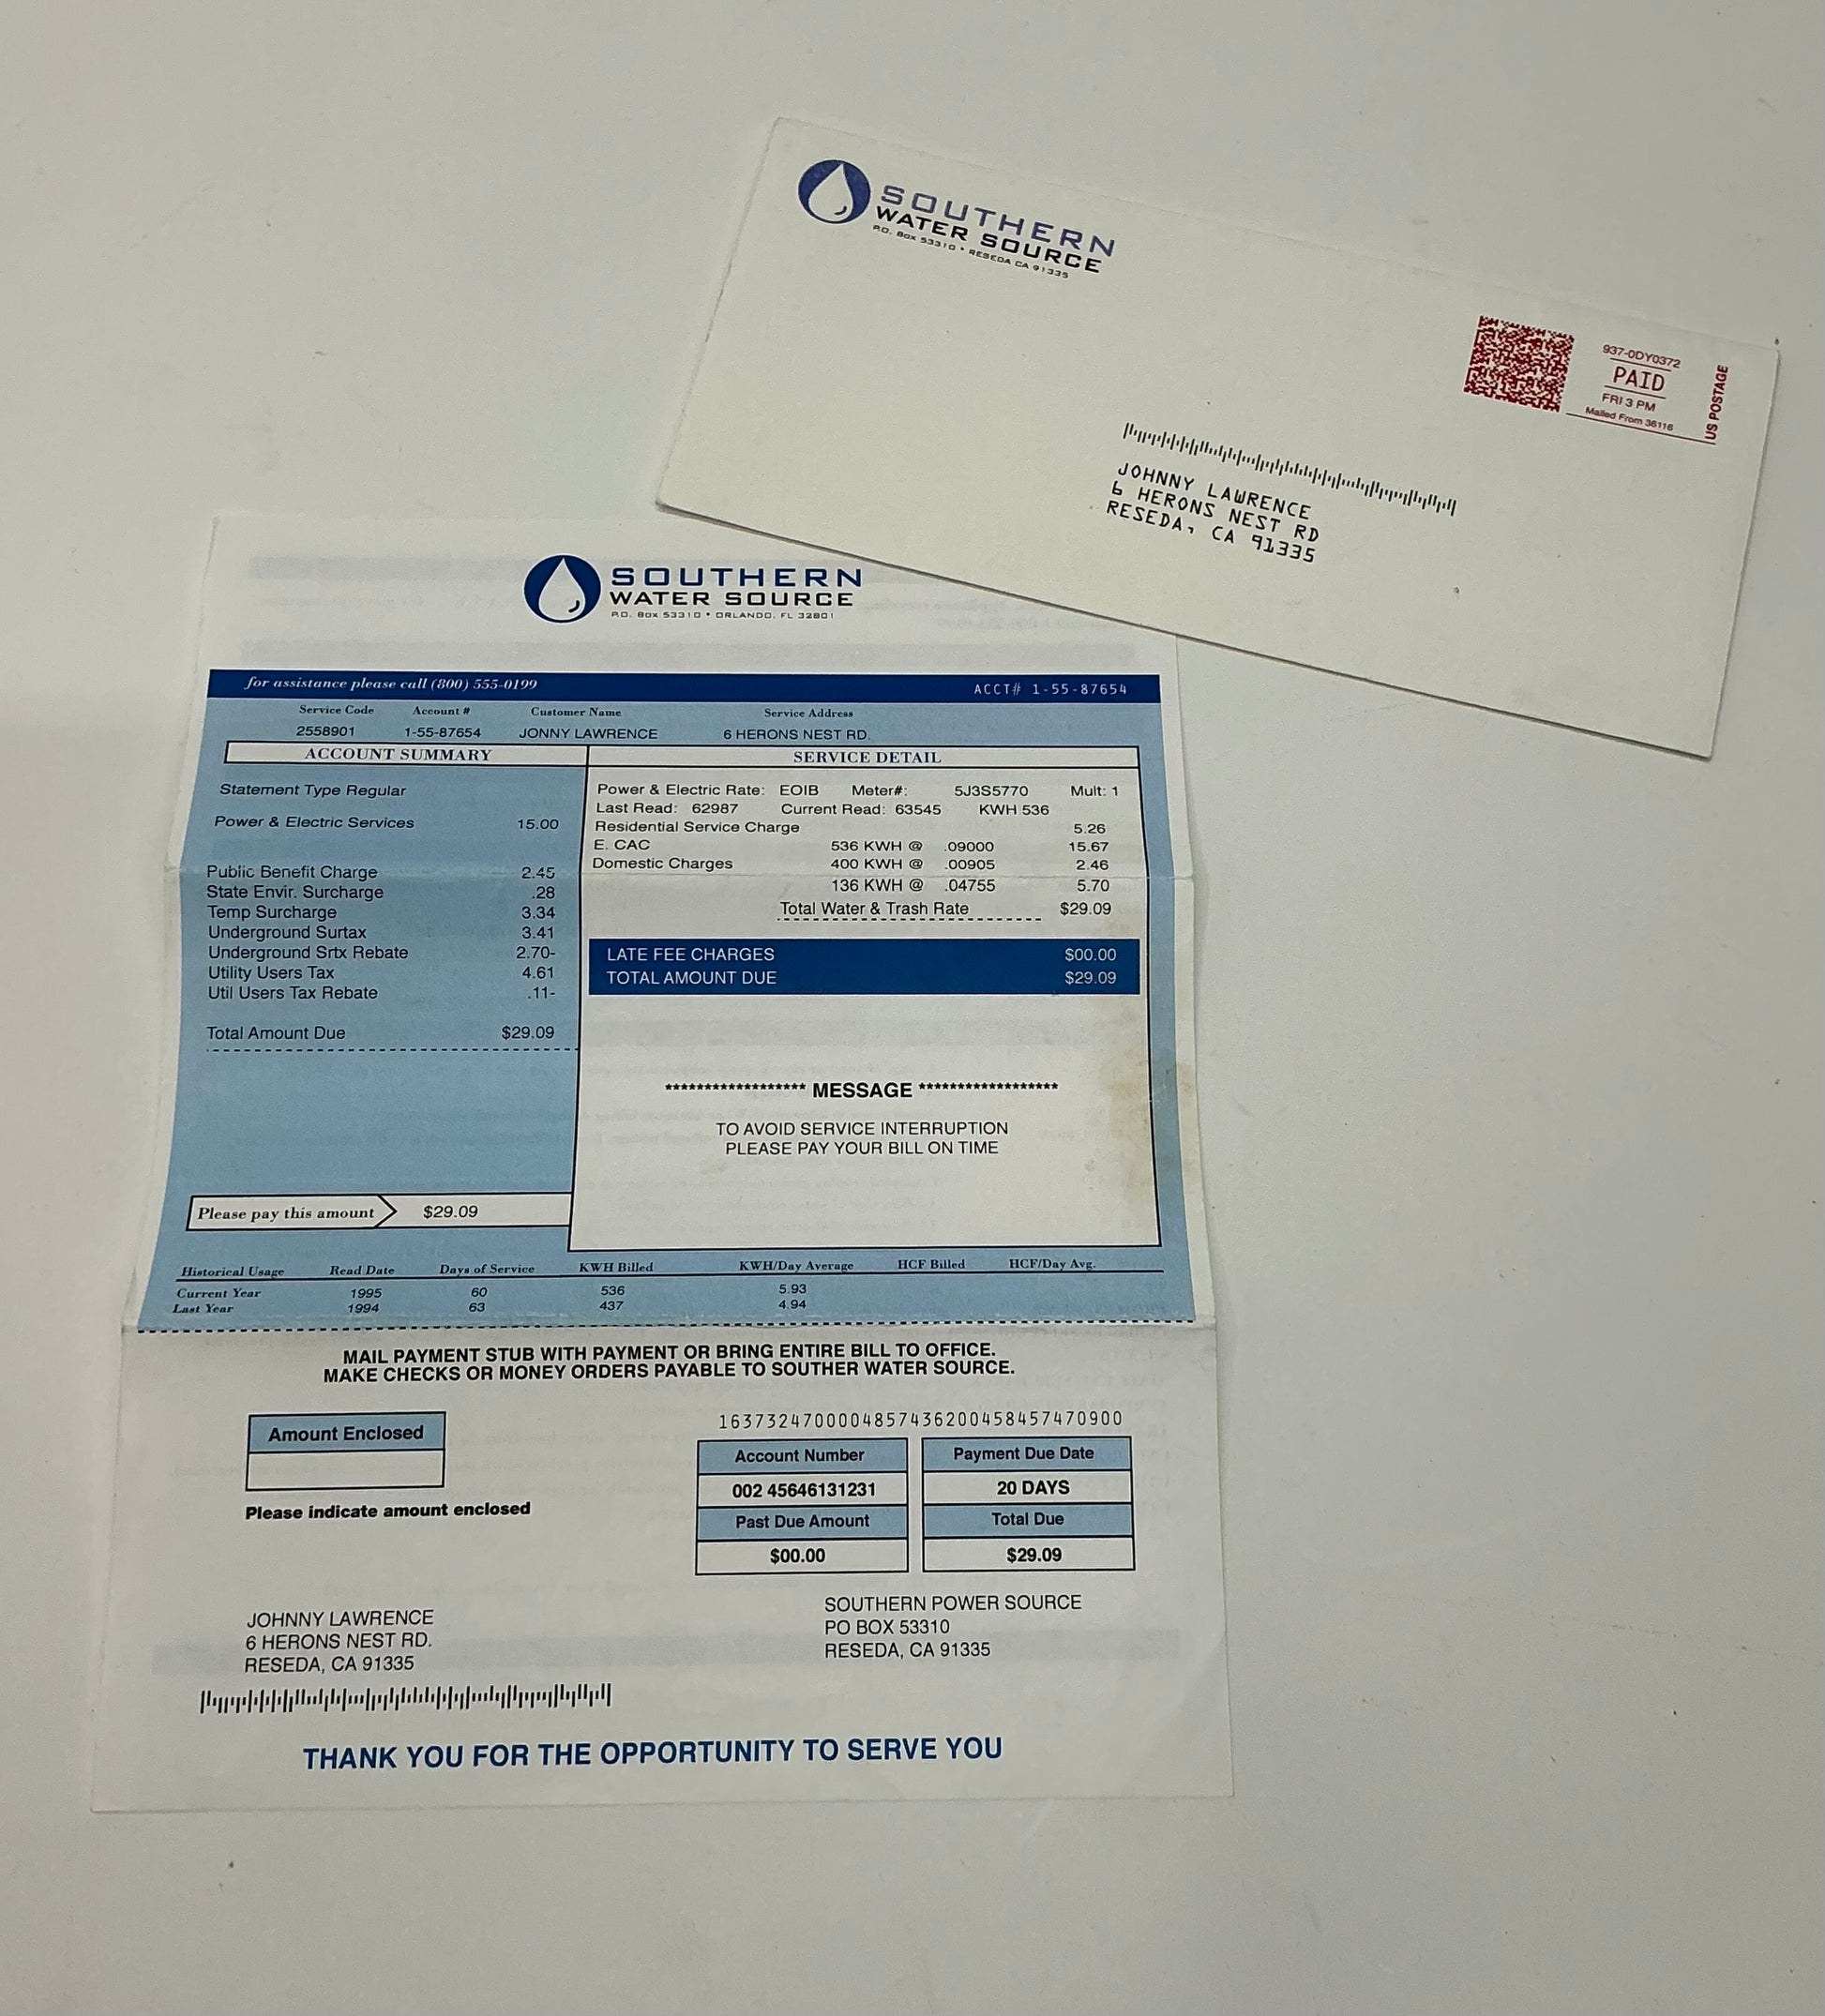 SOUTHERN
WATER SOURCE
P.O. Box 53310 • RESEDA CA 91335
937-0DY0372
PAID
FRI 3 PM
Mailed From 36116
US POSTAGE
JOHNNY LAWRENCE
6 HERONS NEST RD
RESEDA, CA 91335
SOUTHERN
WATER SOURCE
P.O. Box 53310 • ORLANDO, FL 32801
for assistance please call (800) 555-0199 ACCT# 1-55-87654
Service Code Account # Customer Name Service Address
2558901 1-55-87654 JONNY LAWRENCE 6 HERONS NEST RD.
ACCOUNT SUMMARY
Statement Type Regular
Power & Electric Services 15.00
Public Benefit Charge 2.45
State Envir. Surcharge .28
Temp Surcharge 3.34
Underground Surtax 3.41
Underground Srtx Rebate 2.70-
Utility Users Tax 4.61
Util Users Tax Rebate .11-
Total Amount Due $29.09
Please pay this amount $29.09
SERVICE DETAIL
Power & Electric Rate: EOIB Meter#: 5J3S5770 Mult: 1
Last Read: 62987 Current Read: 63545 KWH 536
Residential Service Charge 5.26
E. CAC 536 KWH @ .09000 15.67
Domestic Charges 400 KWH @ .00905 2.46
136 KWH @ .04755 5.70
Total Water & Trash Rate $29.09
LATE FEE CHARGES $00.00
TOTAL AMOUNT DUE $29.09
****************** MESSAGE ******************
TO AVOID SERVICE INTERRUPTION
PLEASE PAY YOUR BILL ON TIME
Historical Usage Read Date Days of Service KWH Billed KWH/Day Average HCF Billed HCF/Day Avg.
Current Year 1995 60 536 5.93
Last Year 1994 63 437 4.94
MAIL PAYMENT STUB WITH PAYMENT OR BRING ENTIRE BILL TO OFFICE.
MAKE CHECKS OR MONEY ORDERS PAYABLE TO SOUTHER WATER SOURCE.
Amount Enclosed
Please indicate amount enclosed
16373247000048574362004584574709​00
Account Number Payment Due Date
002 45646131231 20 DAYS
Past Due Amount Total Due
$00.00 $29.09
JOHNNY LAWRENCE
6 HERONS NEST RD.
RESEDA, CA 91335
SOUTHERN POWER SOURCE
PO BOX 53310
RESEDA, CA 91335
THANK YOU FOR THE OPPORTUNITY TO SERVE YOU